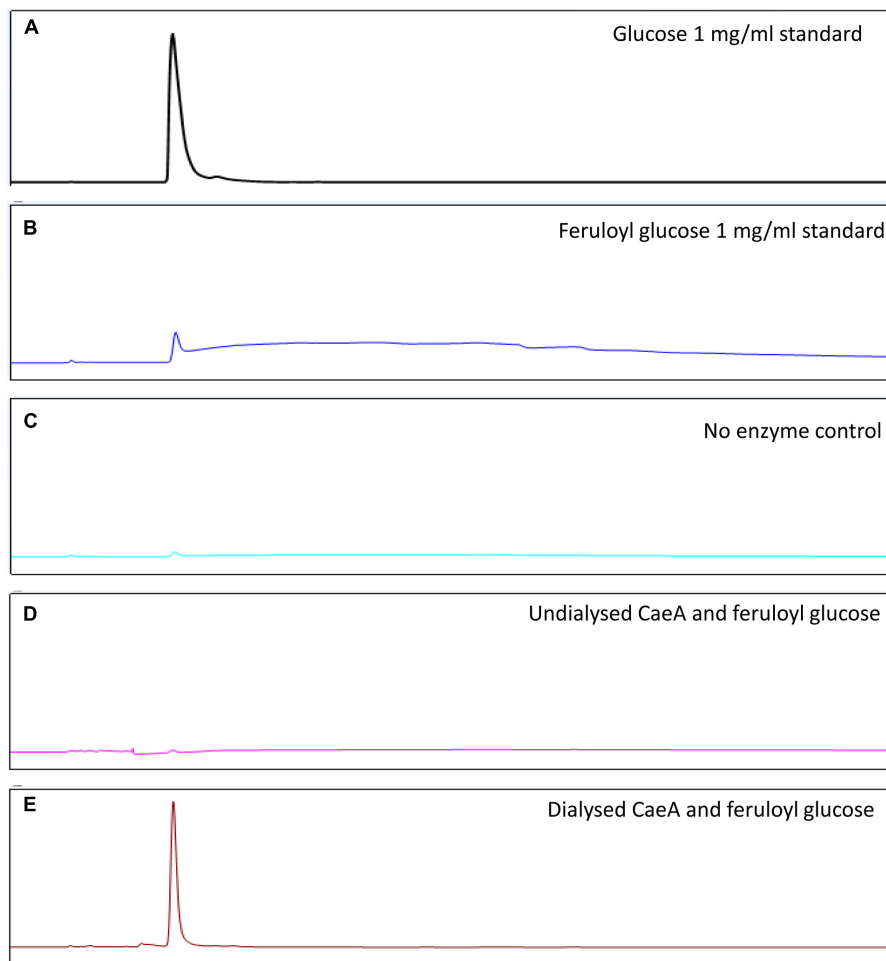 A
Glucose 1 mg/ml standard
B
Feruloyl glucose 1 mg/ml standard
C
No enzyme control
D
Undialysed CaeA and feruloyl glucose
E
Dialysed CaeA and feruloyl glucose